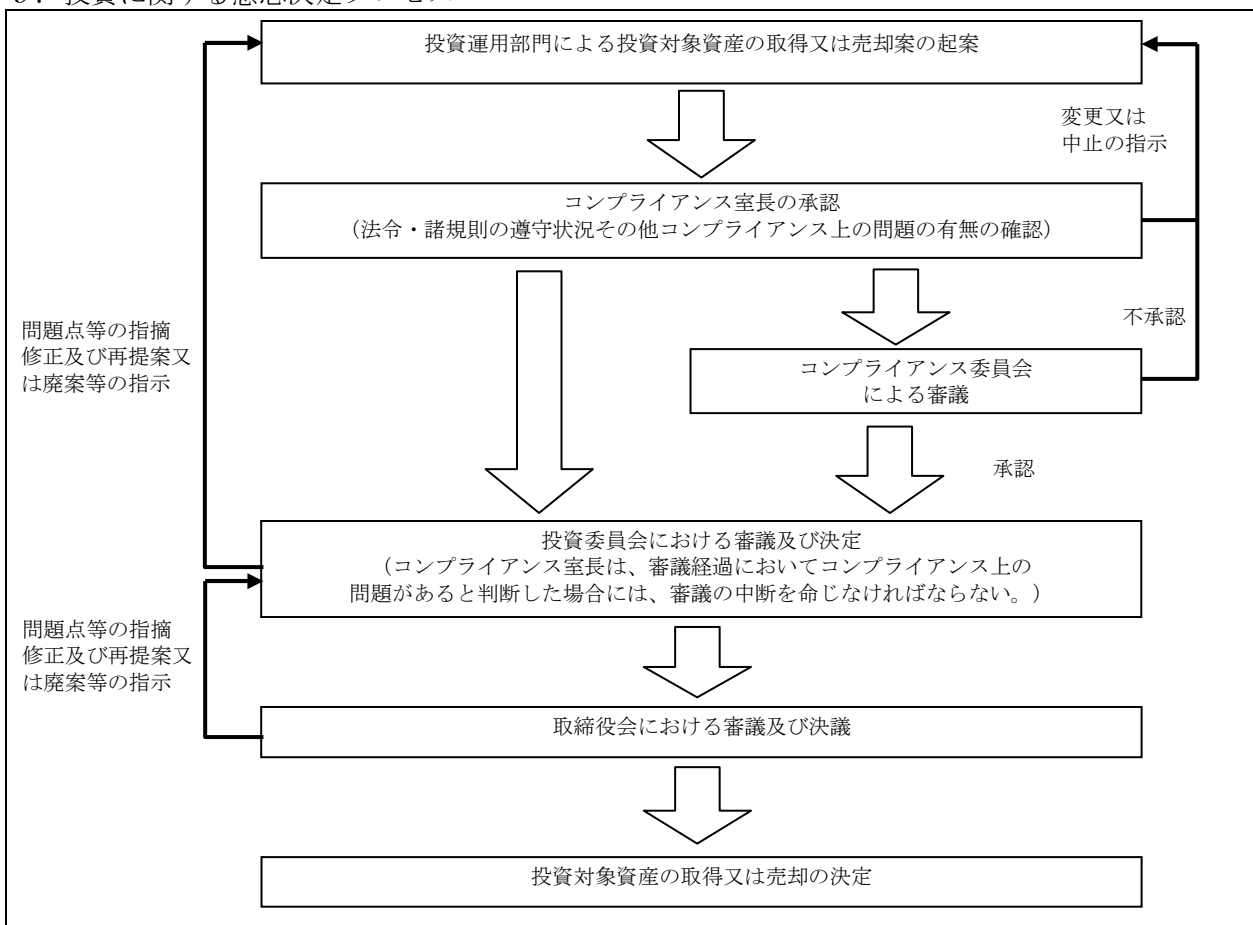 投資運用部門による投資対象資産の取得又は売却案の起案
変更又は
中止の指示
コンプライアンス室長の承認
（法令・諸規則の遵守状況その他コンプライアンス上の問題の有無の確認）
問題点等の指摘
修正及び再提案又
は廃案等の指示
不承認
コンプライアンス委員会
による審議
承認
投資委員会における審議及び決定
（コンプライアンス室長は、審議経過においてコンプライアンス上の
問題があると判断した場合には、審議の中断を命じなければならない。）
問題点等の指摘
修正及び再提案又
は廃案等の指示
取締役会における審議及び決議
投資対象資産の取得又は売却の決定